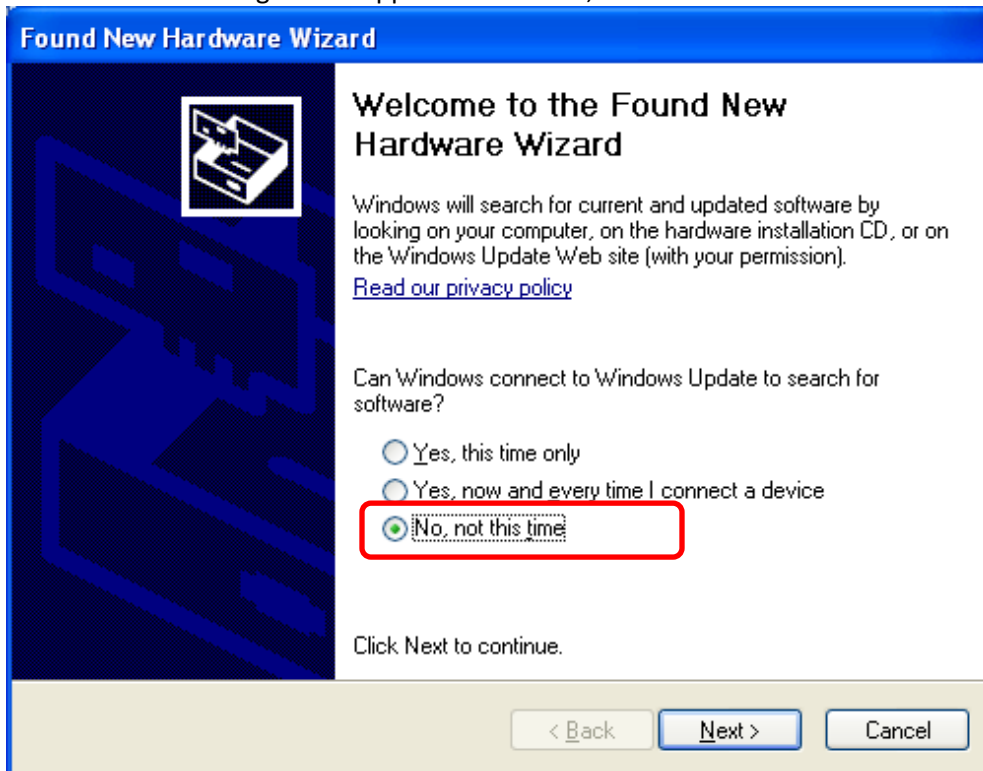 Found New Hardware Wizard
Welcome to the Found New
Hardware Wizard
Windows will search for current and updated software by
looking on your computer, on the hardware installation CD, or on
the Windows Update Web site (with your permission).
Read our privacy policy
Can Windows connect to Windows Update to search for
software?
Yes, this time only
Yes, now and every time I connect a device
No, not this time
Click Next to continue.
< Back
Next >
Cancel